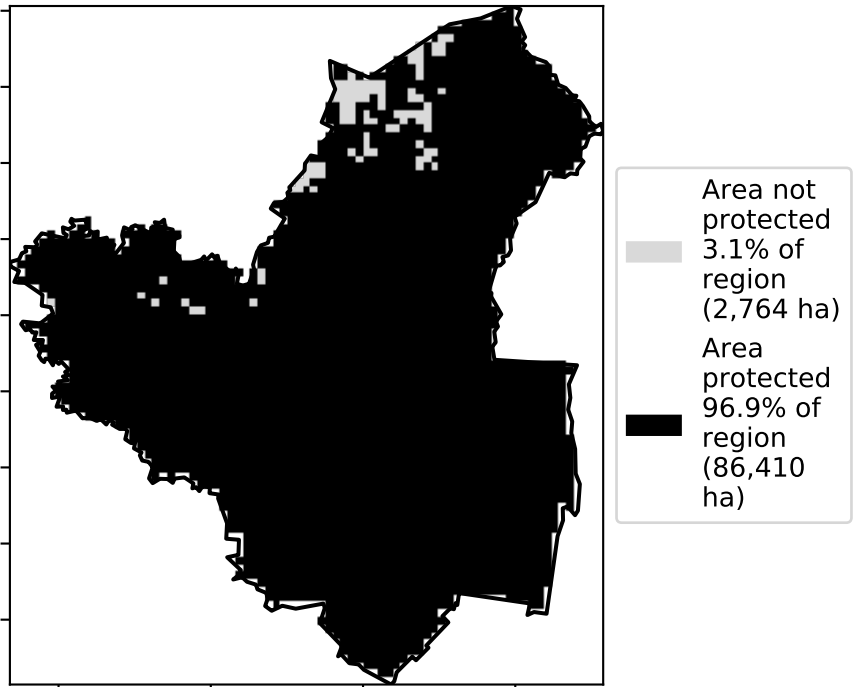 Area not
protected
3.1% of
region
(2,764 ha)
Area
protected
96.9% of
region
(86,410
ha)